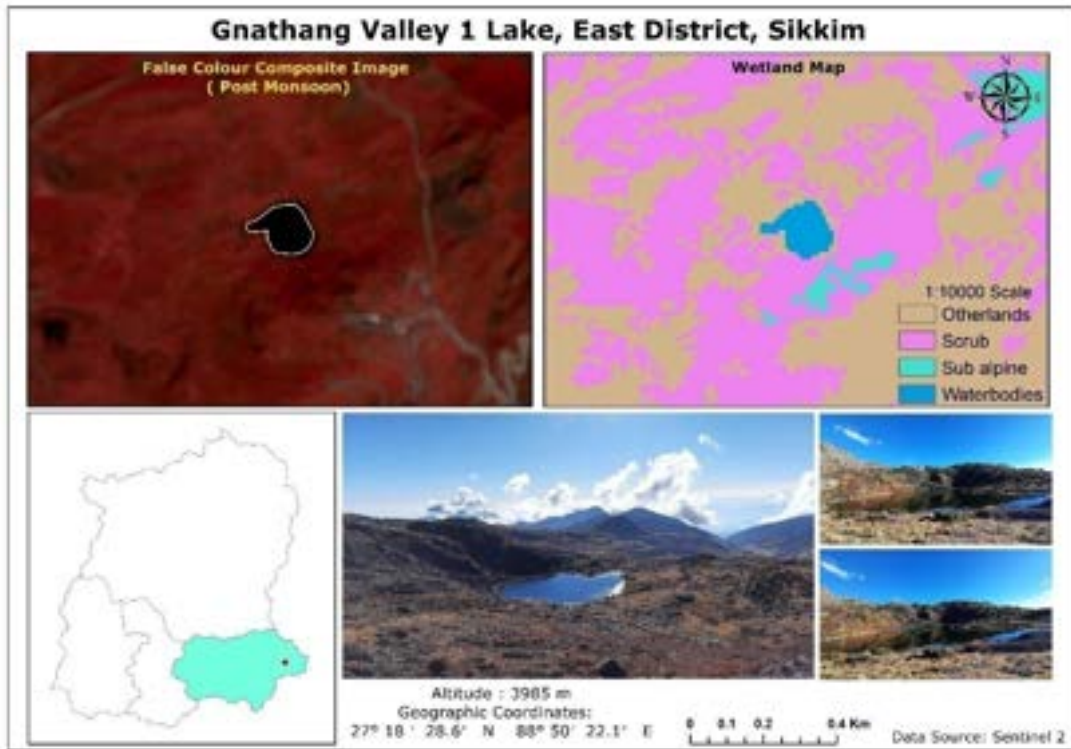 Gnathang Valley 1 Lake, East District, Sikkim
False Colour Composite Image
( Post Monsoon)
Wetland Map
N
W E
S
1:10000 Scale
Otherlands
Scrub
Sub alpine
Waterbodies
Altitude : 3985 m
Geographic Coordinates:
27° 18 ' 28.6" N 88° 50' 22.1" E
0 0.1 0.2 0.4 Km
Data Source: Sentinel 2